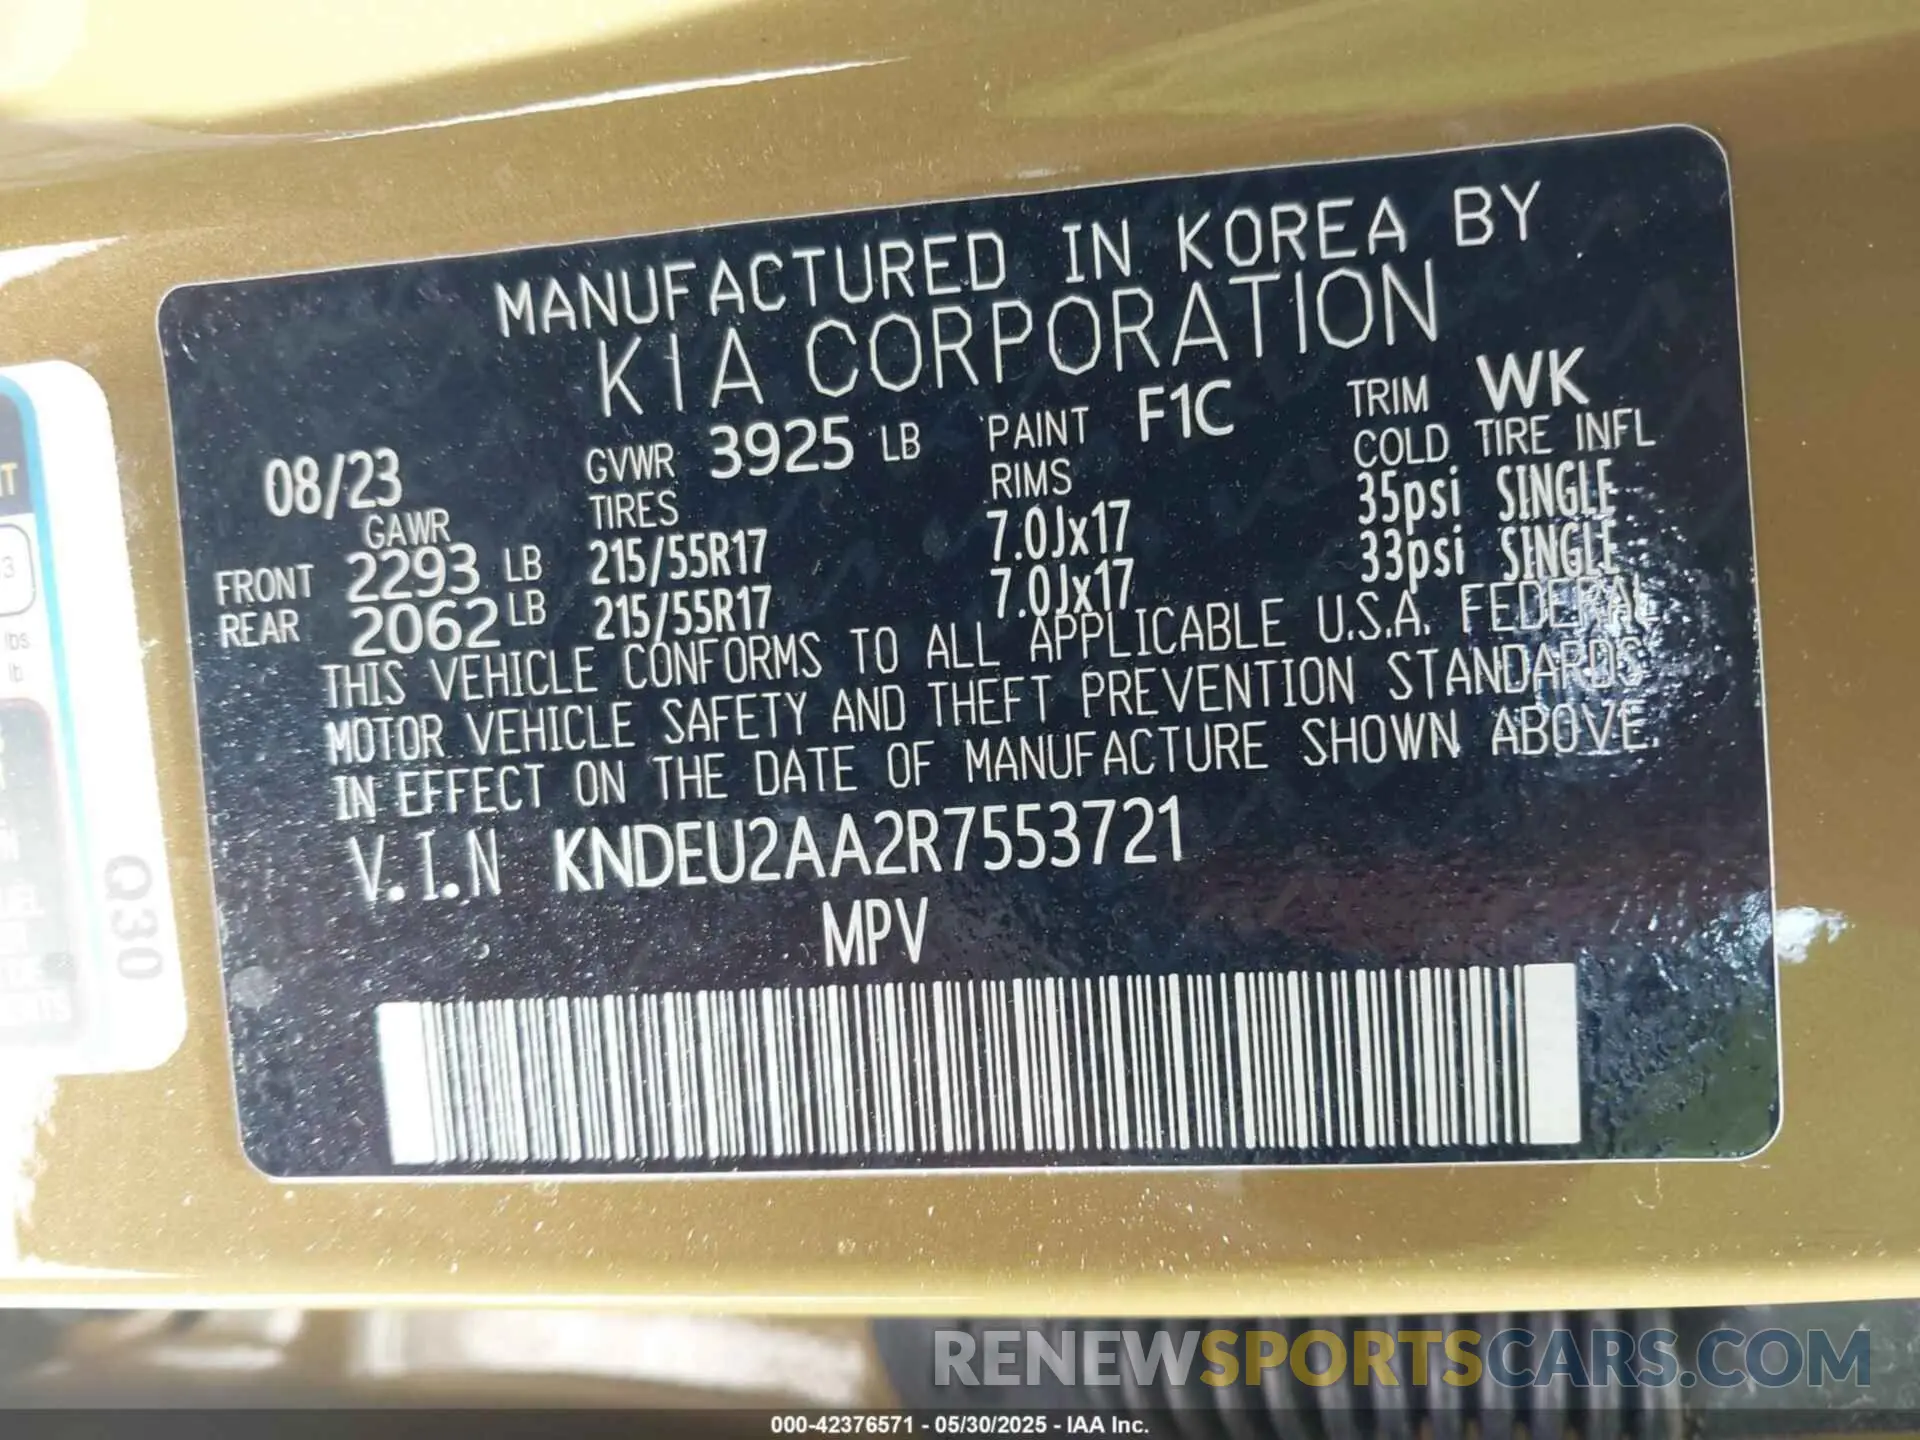 MANUFACTURED IN KOREA BY
KIA CORPORATION
08/23 GVWR 3925 LB PAINT F1C TRIM WK
GAWR TIRES RIMS COLD TIRE INFL
FRONT 2293 LB 215/55R17 7.0Jx17 35psi SINGLE
REAR 2062 LB 215/55R17 7.0Jx17 33psi SINGLE
THIS VEHICLE CONFORMS TO ALL APPLICABLE U.S.A. FEDERAL
MOTOR VEHICLE SAFETY AND THEFT PREVENTION STANDARDS
IN EFFECT ON THE DATE OF MANUFACTURE SHOWN ABOVE.
V.I.N KNDEU2AA2R7553721
MPV
lbs
lb
Q30
RENEWSPORTSCARS.COM
000-42376571 - 05/30/2025 - IAA Inc.